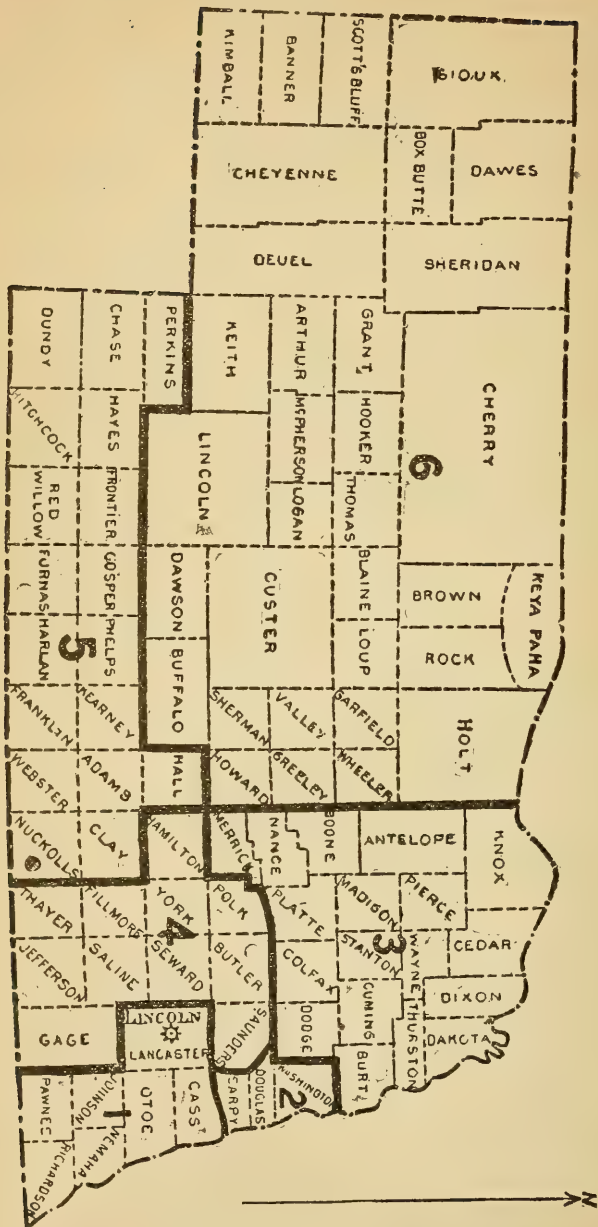 N
SIOUX
SCOTT'S BLUFF
BANNER
KIMBALL
DAWES
BOX BUTTE
CHEYENNE
SHERIDAN
DEUEL
CHERRY
GRANT
HOOKER
THOMAS
BLAINE
LOUP
ARTHUR
McPHERSON
LOGAN
KEITH
LINCOLN
CUSTER
DAWSON
BUFFALO
6
KEYA PAHA
BROWN
ROCK
HOLT
GARFIELD
WHEELER
VALLEY
GREELEY
SHERMAN
HOWARD
PERKINS
CHASE
DUNDY
HAYES
HITCHCOCK
FRONTIER
RED
WILLOW
GOSPER
FURNAS
PHELPS
HARLAN
5
KEARNEY
FRANKLIN
ADAMS
WEBSTER
HALL
CLAY
NUCKOLLS
KNOX
ANTELOPE
BOONE
NANCE
MERRICK
PIERCE
MADISON
PLATTE
CEDAR
WAYNE
STANTON
COLFAX
3
DIXON
DAKOTA
THURSTON
CUMING
BURT
DODGE
WASHINGTON
2
DOUGLAS
SARPY
HAMILTON
YORK
POLK
BUTLER
SEWARD
SAUNDERS
4
FILLMORE
THAYER
SALINE
JEFFERSON
GAGE
LINCOLN
LANCASTER
CASS
OTOE
1
JOHNSON
NEMAHA
PAWNEE
RICHARDSON